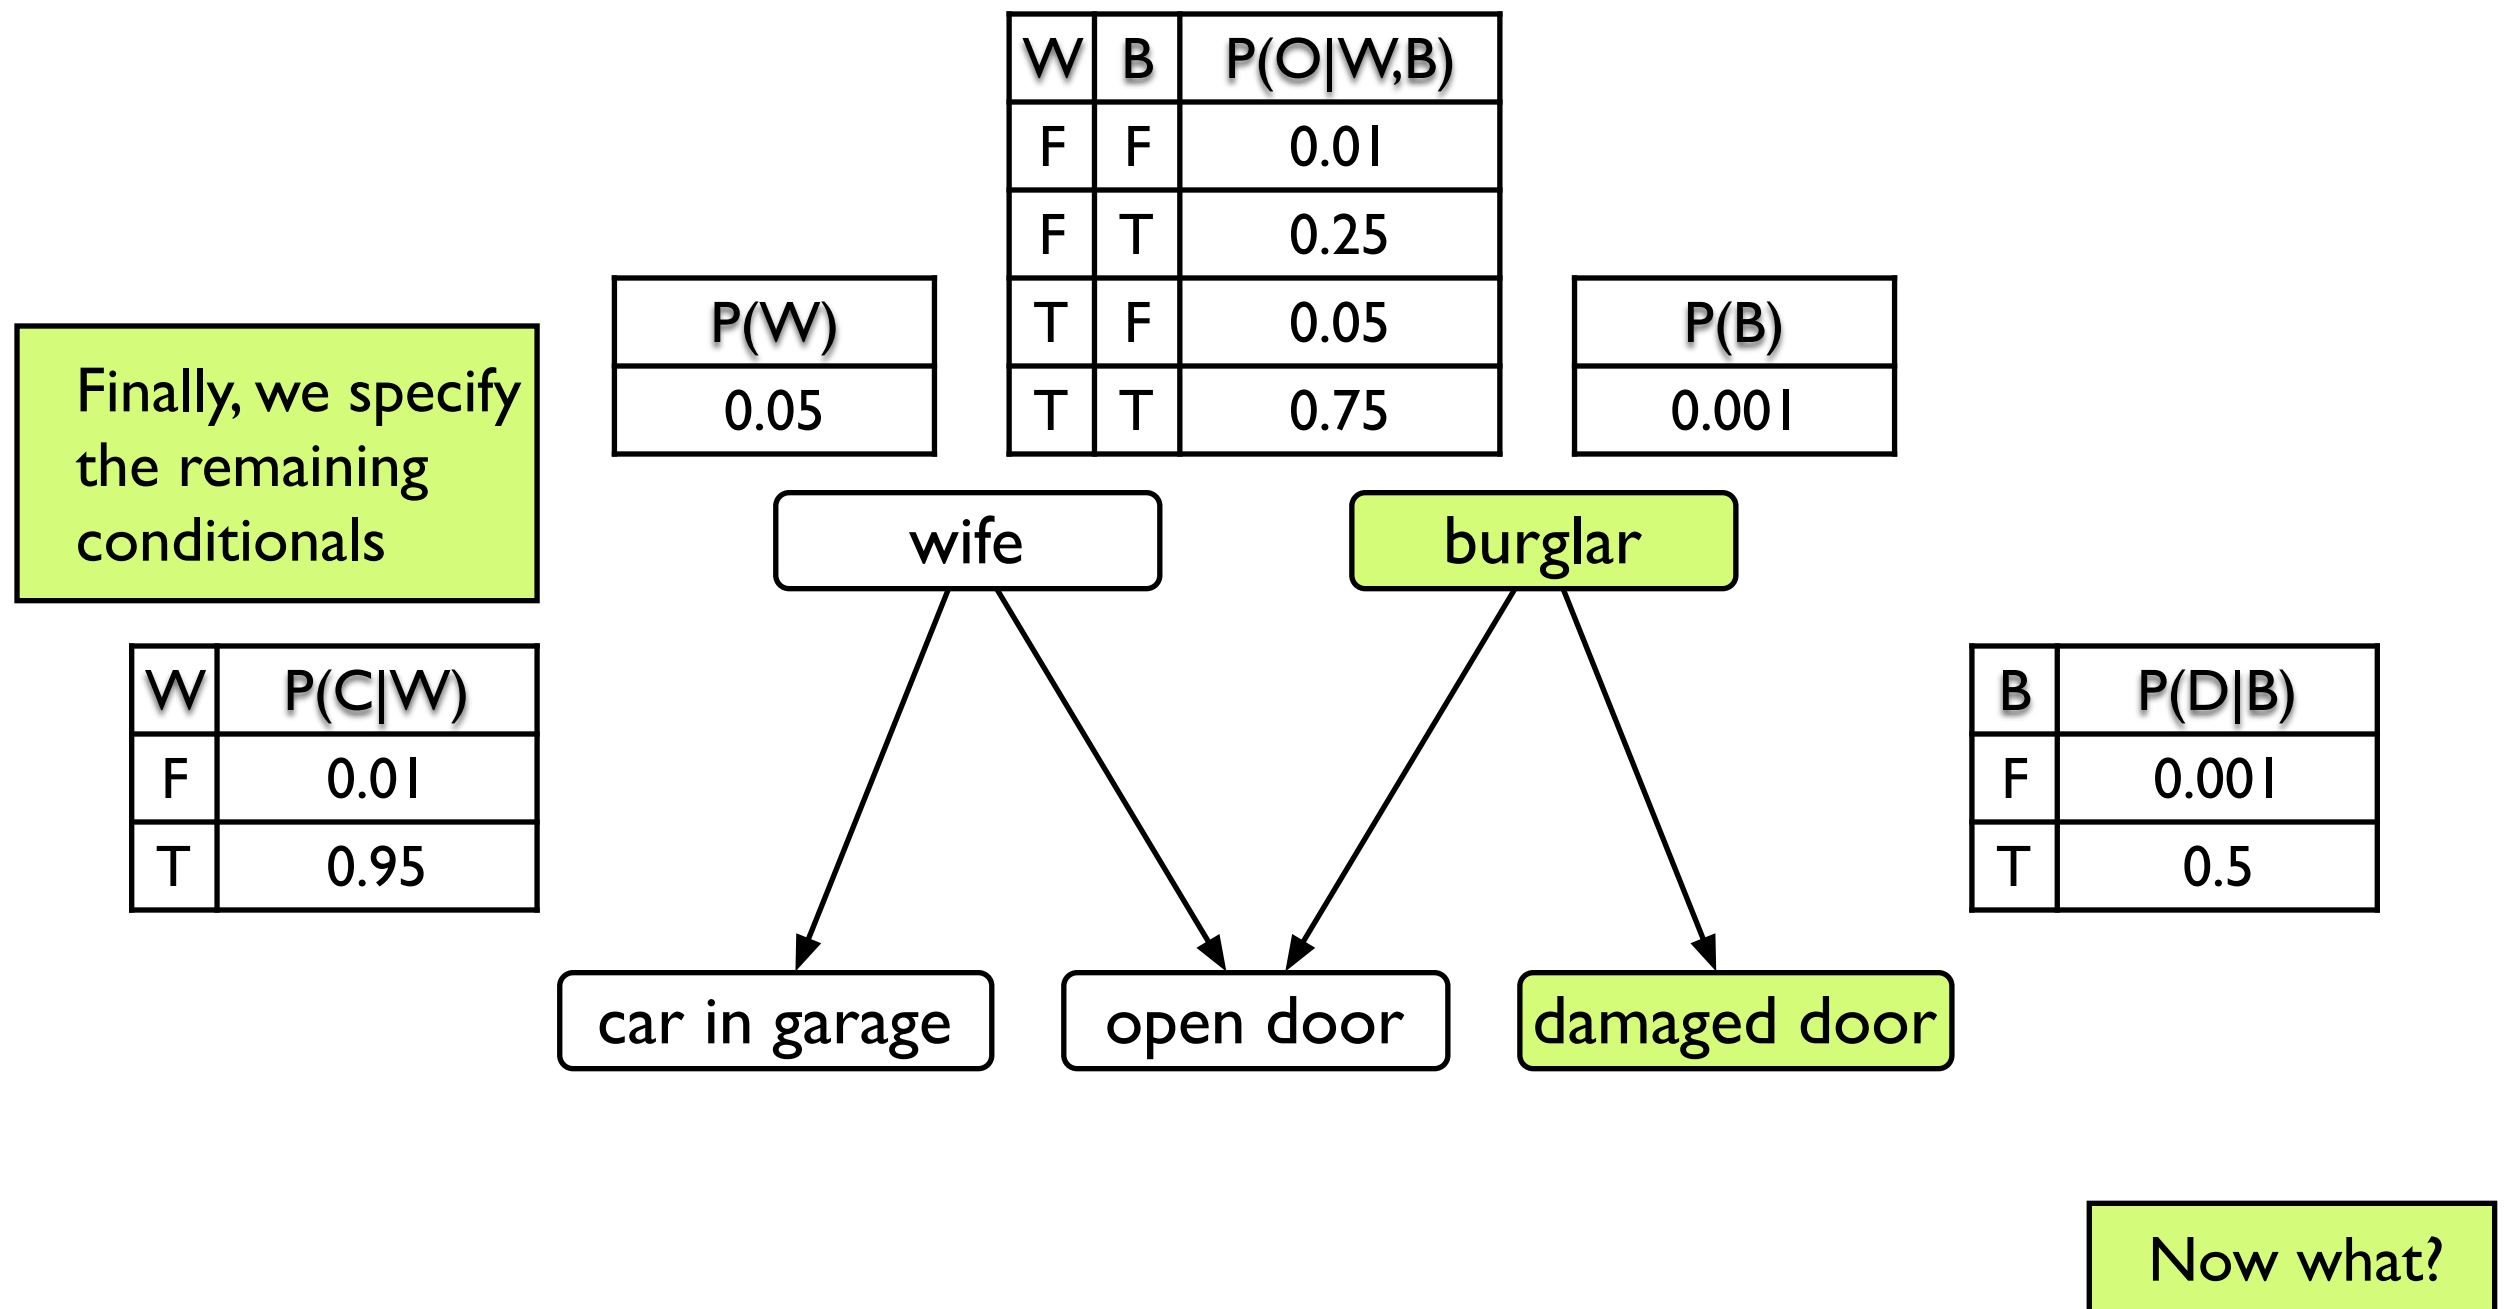 W B P(O|W,B)
F F 0.01
F T 0.25
T F 0.05
T T 0.75
P(W)
0.05
P(B)
0.001
Finally, we specify
the remaining
conditionals
wife
burglar
W P(C|W)
F 0.01
T 0.95
B P(D|B)
F 0.001
T 0.5
car in garage
open door
damaged door
Now what?